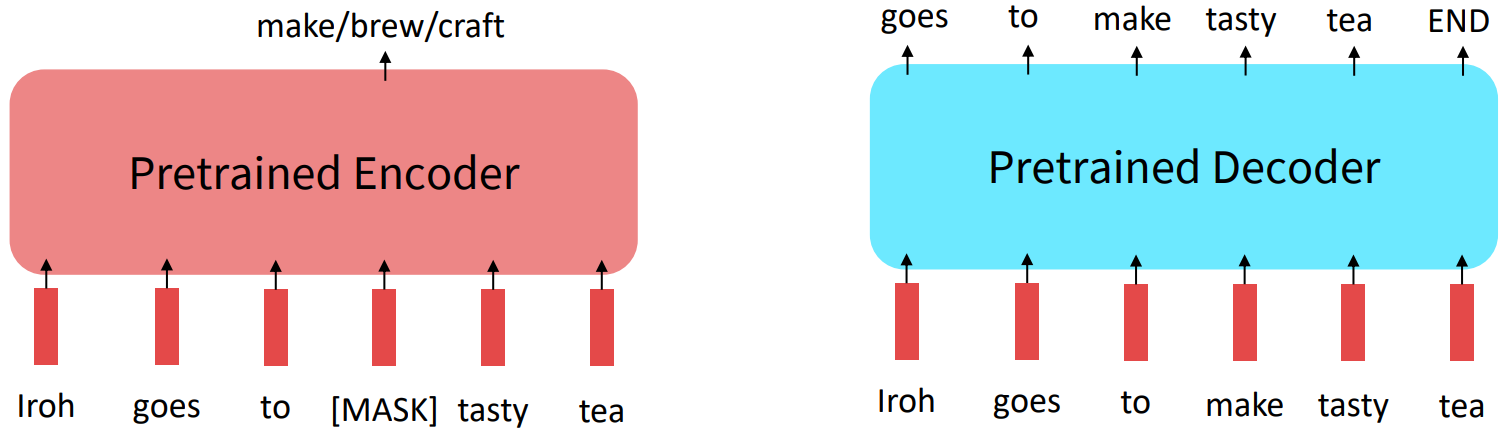 make/brew/craft
Pretrained Encoder
Iroh goes to [MASK] tasty tea
goes to make tasty tea END
Pretrained Decoder
Iroh goes to make tasty tea